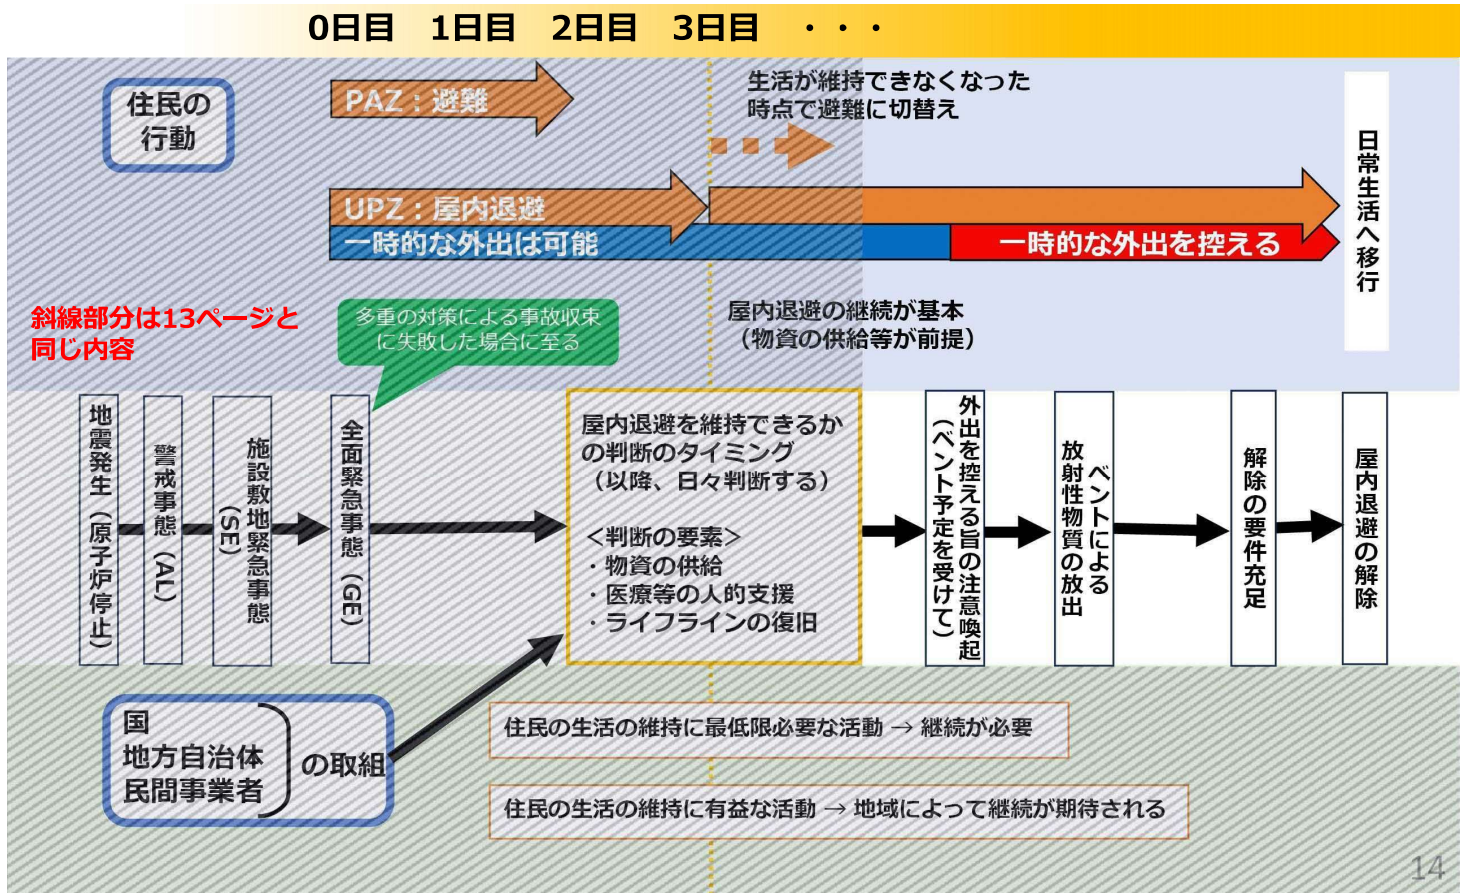 0日目 1日目 2日目 3日目 ・・・
住民の
行動
PAZ：避難
生活が維持できなくなった
時点で避難に切替え
UPZ：屋内退避
一時的な外出は可能
一時的な外出を控える
日常生活へ移行
斜線部分は13ページと
同じ内容
多重の対策による事故収束
に失敗した場合に至る
屋内退避の継続が基本
（物資の供給等が前提）
地震発生（原子炉停止）
警戒事態（AL）
施設敷地緊急事態
（SE）
全面緊急事態（GE）
屋内退避を維持できるか
の判断のタイミング
（以降、日々判断する）
＜判断の要素＞
・物資の供給
・医療等の人的支援
・ライフラインの復旧
外出を控える旨の注意喚起
（ベント予定を受けて）
ベントによる
放射性物質の放出
解除の要件充足
屋内退避の解除
国
地方自治体
民間事業者
の取組
住民の生活の維持に最低限必要な活動 → 継続が必要
住民の生活の維持に有益な活動 → 地域によって継続が期待される
14